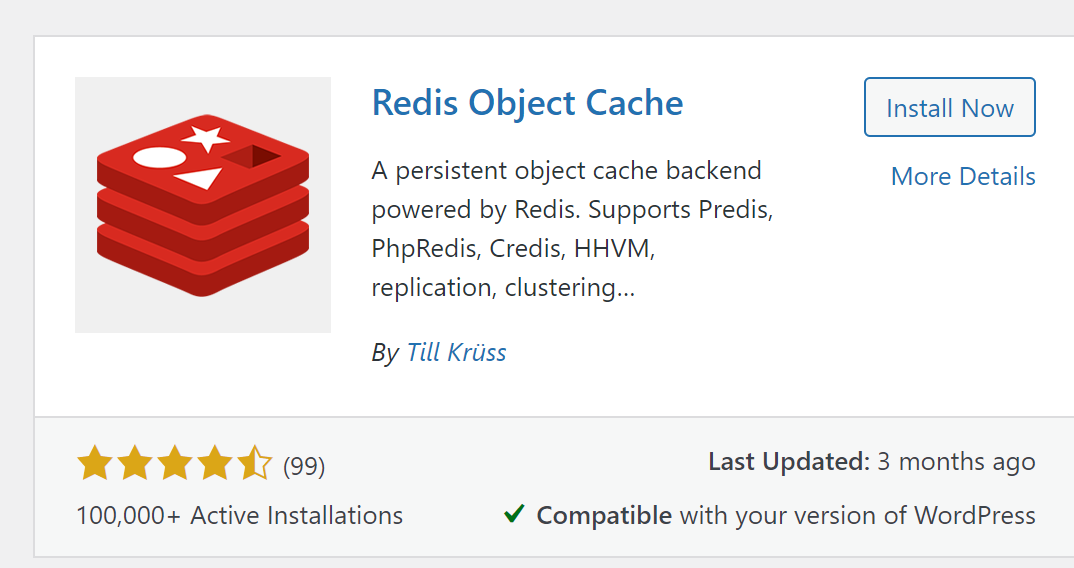 Redis Object Cache
Install Now
More Details
A persistent object cache backend
powered by Redis. Supports Predis,
PhpRedis, Credis, HHVM,
replication, clustering...
By Till Krüss
(99)
Last Updated: 3 months ago
100,000+ Active Installations
Compatible with your version of WordPress